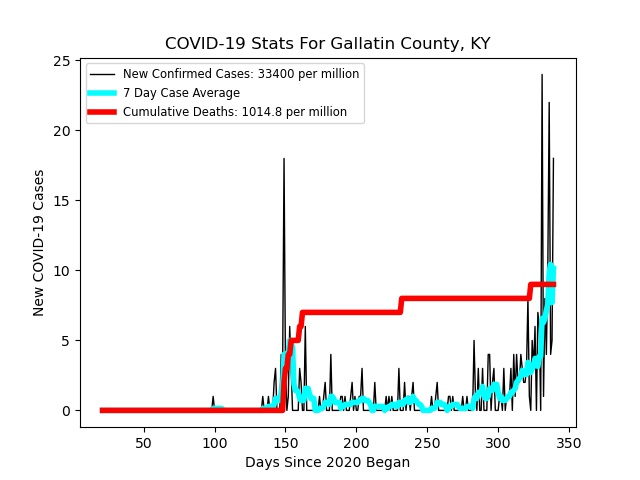 COVID-19 Stats For Gallatin County, KY
New Confirmed Cases: 33400 per million
7 Day Case Average
Cumulative Deaths: 1014.8 per million
25
20
15
10
5
0
New COVID-19 Cases
50 100 150 200 250 300 350
Days Since 2020 Began